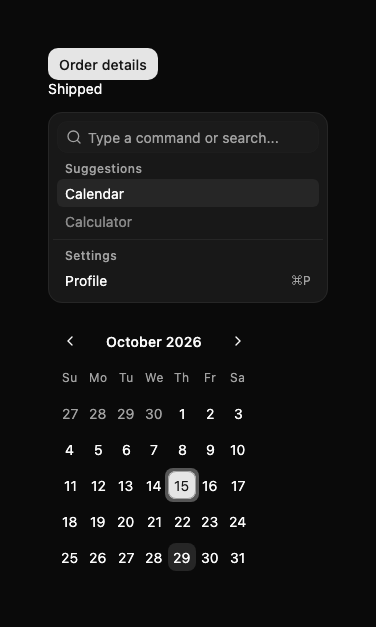 Order details
Shipped
Type a command or search...
Suggestions
Calendar
Calculator
Settings
Profile ⌘P
October 2026
Su Mo Tu We Th Fr Sa
27 28 29 30 1 2 3
4 5 6 7 8 9 10
11 12 13 14 15 16 17
18 19 20 21 22 23 24
25 26 27 28 29 30 31